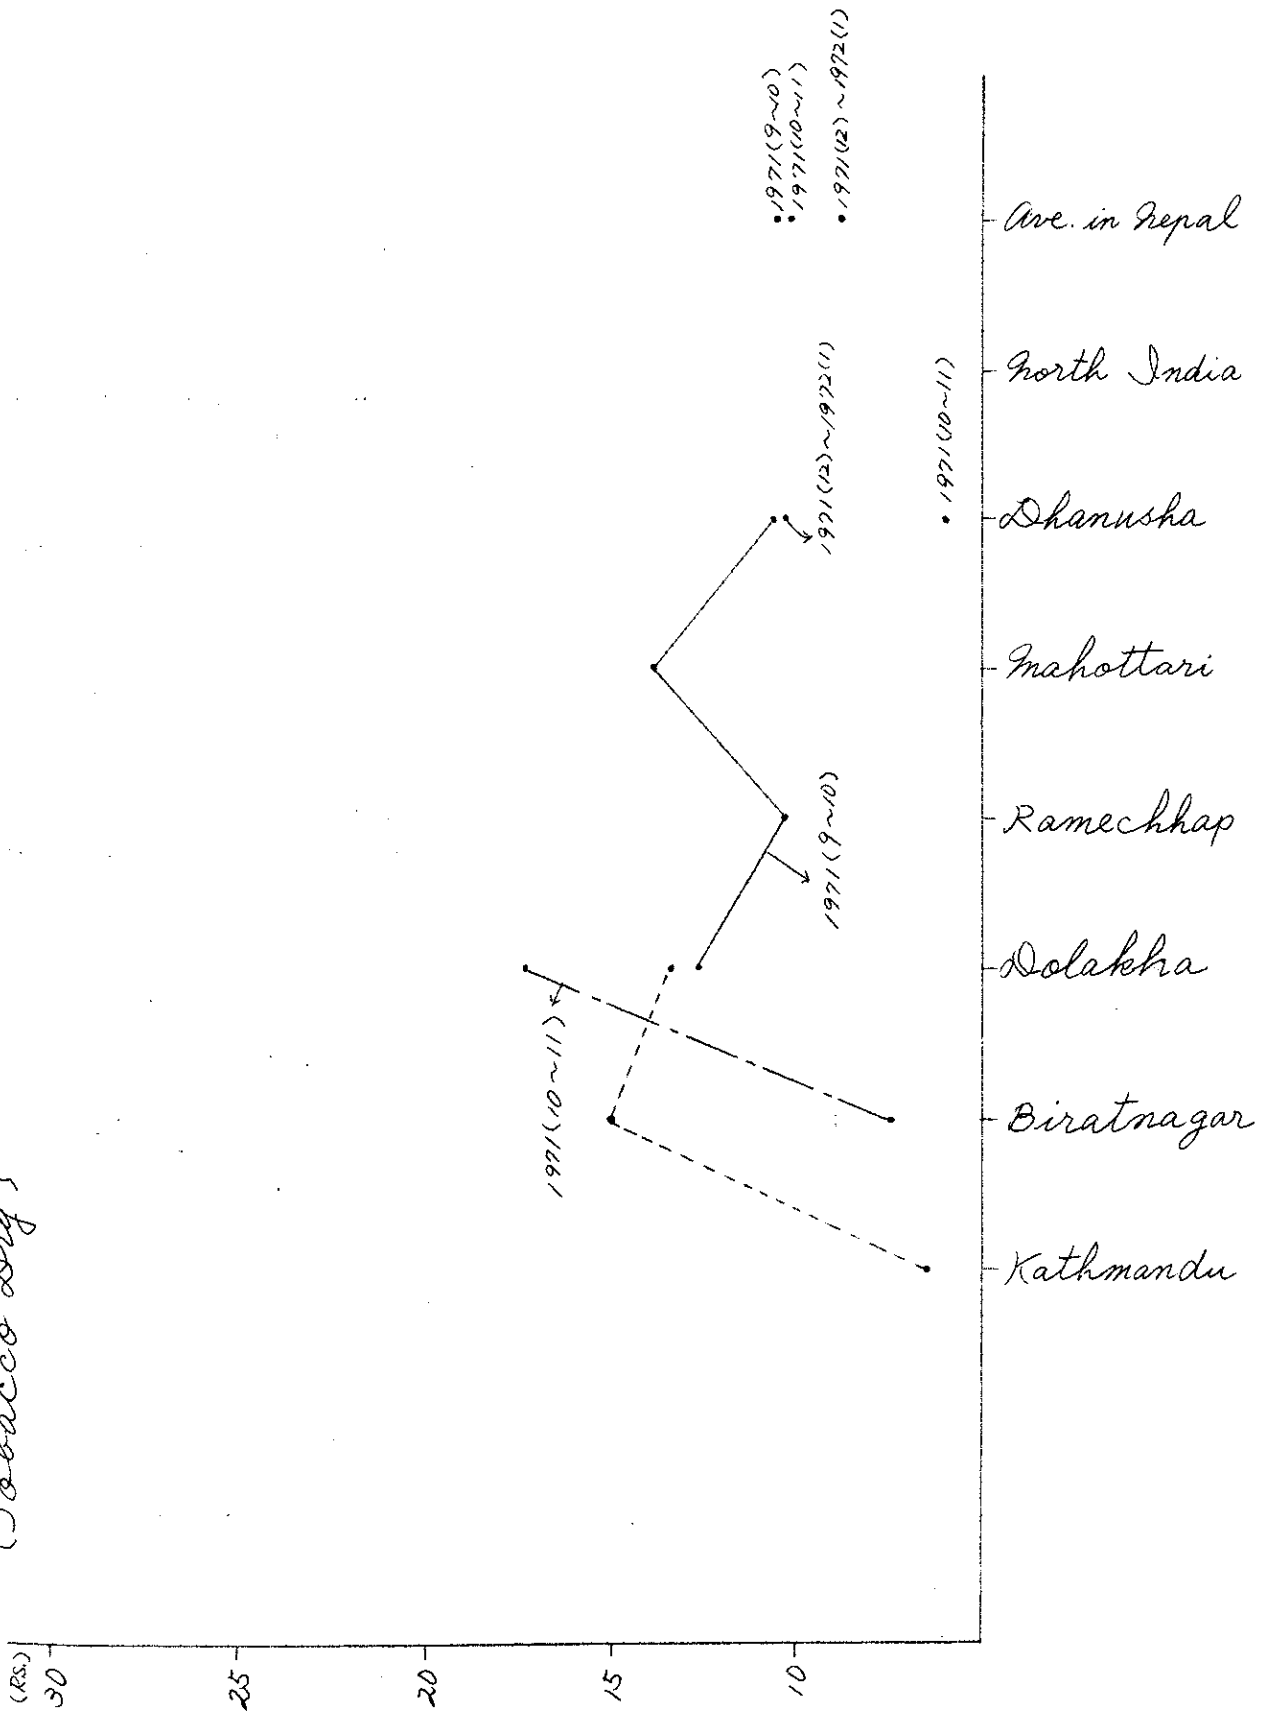 (Tobacco Dry)
(RS.)
30
25
20
15
10
1971(10~11)
1971(9~10)
1971(12)~1972(1)
1971(10~11)
1971(9~10)
1971(10~11)
1971(12)~1972(1)
Kathmandu
Biratnagar
Dolakha
Ramechhap
Mahottari
Dhanusha
North India
Ave. in Nepal